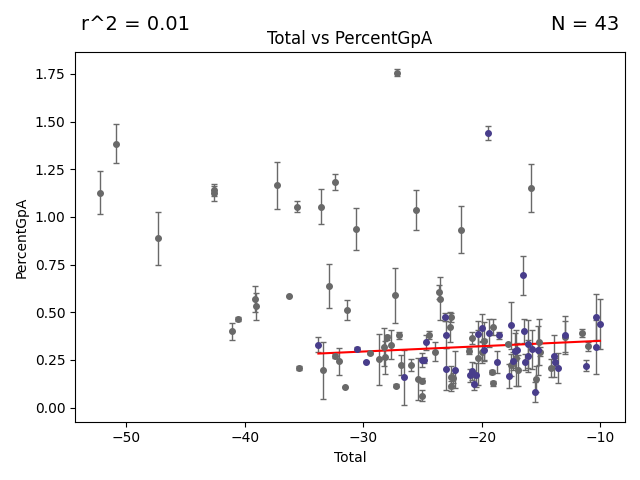 r^2 = 0.01
N = 43
Total vs PercentGpA
PercentGpA
1.75
1.50
1.25
1.00
0.75
0.50
0.25
0.00
−50
−40
−30
−20
−10
Total